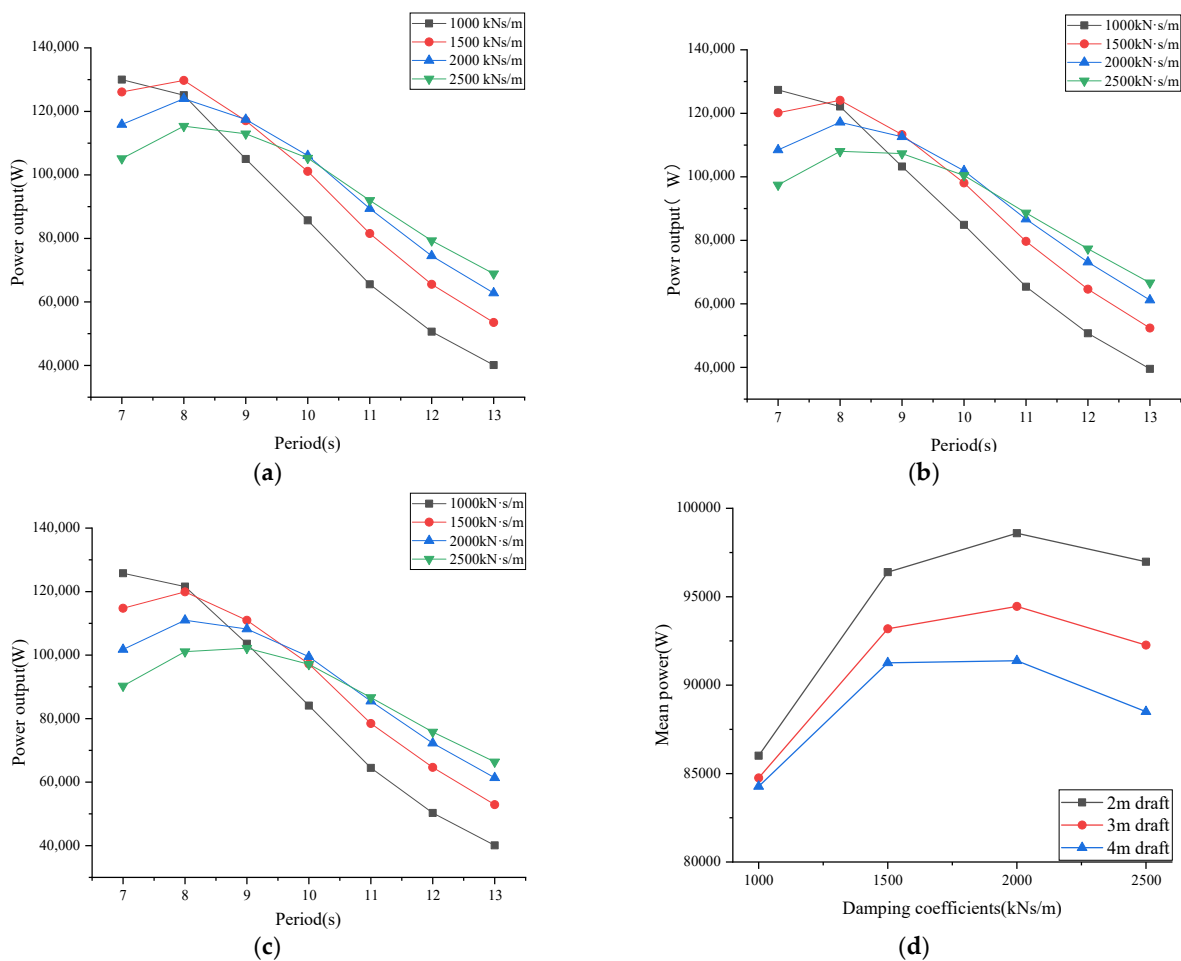 1000 kNs/m
1500 kNs/m
2000 kNs/m
2500 kNs/m
140,000
120,000
100,000
80,000
60,000
40,000
Power output(W)
7 8 9 10 11 12 13
Period(s)
(a)
1000kN·s/m
1500kN·s/m
2000kN·s/m
2500kN·s/m
140,000
120,000
100,000
80,000
60,000
40,000
Powr output( W)
7 8 9 10 11 12 13
Period(s)
(b)
1000kN·s/m
1500kN·s/m
2000kN·s/m
2500kN·s/m
140,000
120,000
100,000
80,000
60,000
40,000
Power output(W)
7 8 9 10 11 12 13
Period(s)
(c)
100000
95000
90000
85000
80000
Mean power(W)
2m draft
3m draft
4m draft
1000 1500 2000 2500
Damping coefficients(kNs/m)
(d)